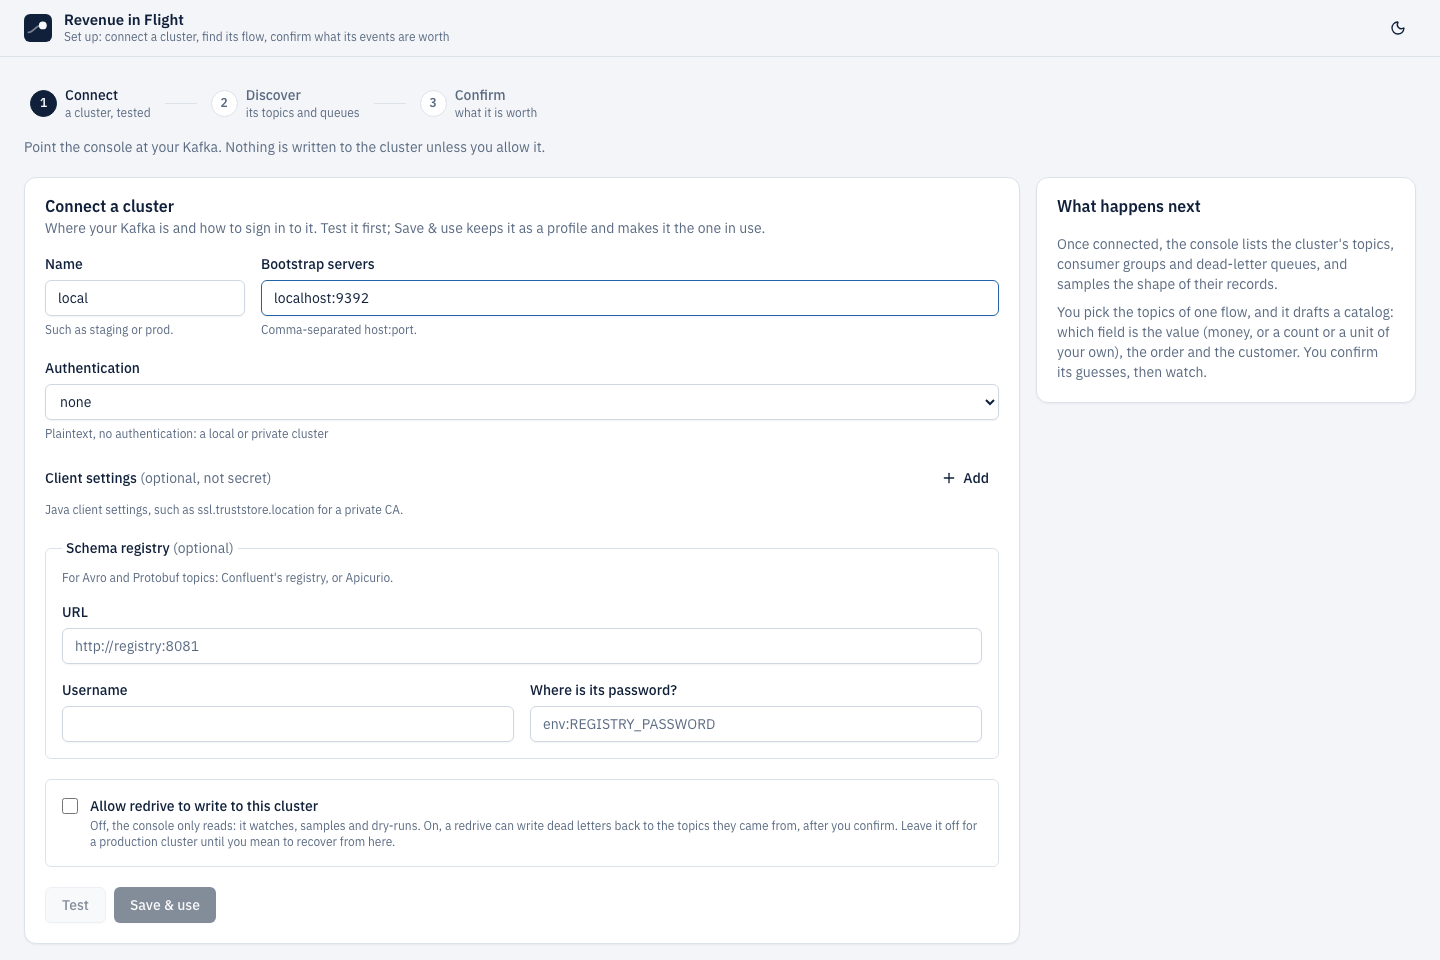 Revenue in Flight
Set up: connect a cluster, find its flow, confirm what its events are worth
1
Connect
a cluster, tested
2
Discover
its topics and queues
3
Confirm
what it is worth
Point the console at your Kafka. Nothing is written to the cluster unless you allow it.
Connect a cluster
Where your Kafka is and how to sign in to it. Test it first; Save & use keeps it as a profile and makes it the one in use.
Name
local
Such as staging or prod.
Bootstrap servers
localhost:9392
Comma-separated host:port.
Authentication
none
Plaintext, no authentication: a local or private cluster
Client settings (optional, not secret)
+ Add
Java client settings, such as ssl.truststore.location for a private CA.
Schema registry (optional)
For Avro and Protobuf topics: Confluent's registry, or Apicurio.
URL
http://registry:8081
Username
Where is its password?
env:REGISTRY_PASSWORD
Allow redrive to write to this cluster
Off, the console only reads: it watches, samples and dry-runs. On, a redrive can write dead letters back to the topics they came from, after you confirm. Leave it off for
a production cluster until you mean to recover from here.
Test
Save & use
What happens next
Once connected, the console lists the cluster's topics,
consumer groups and dead-letter queues, and
samples the shape of their records.
You pick the topics of one flow, and it drafts a catalog:
which field is the value (money, or a count or a unit of
your own), the order and the customer. You confirm
its guesses, then watch.